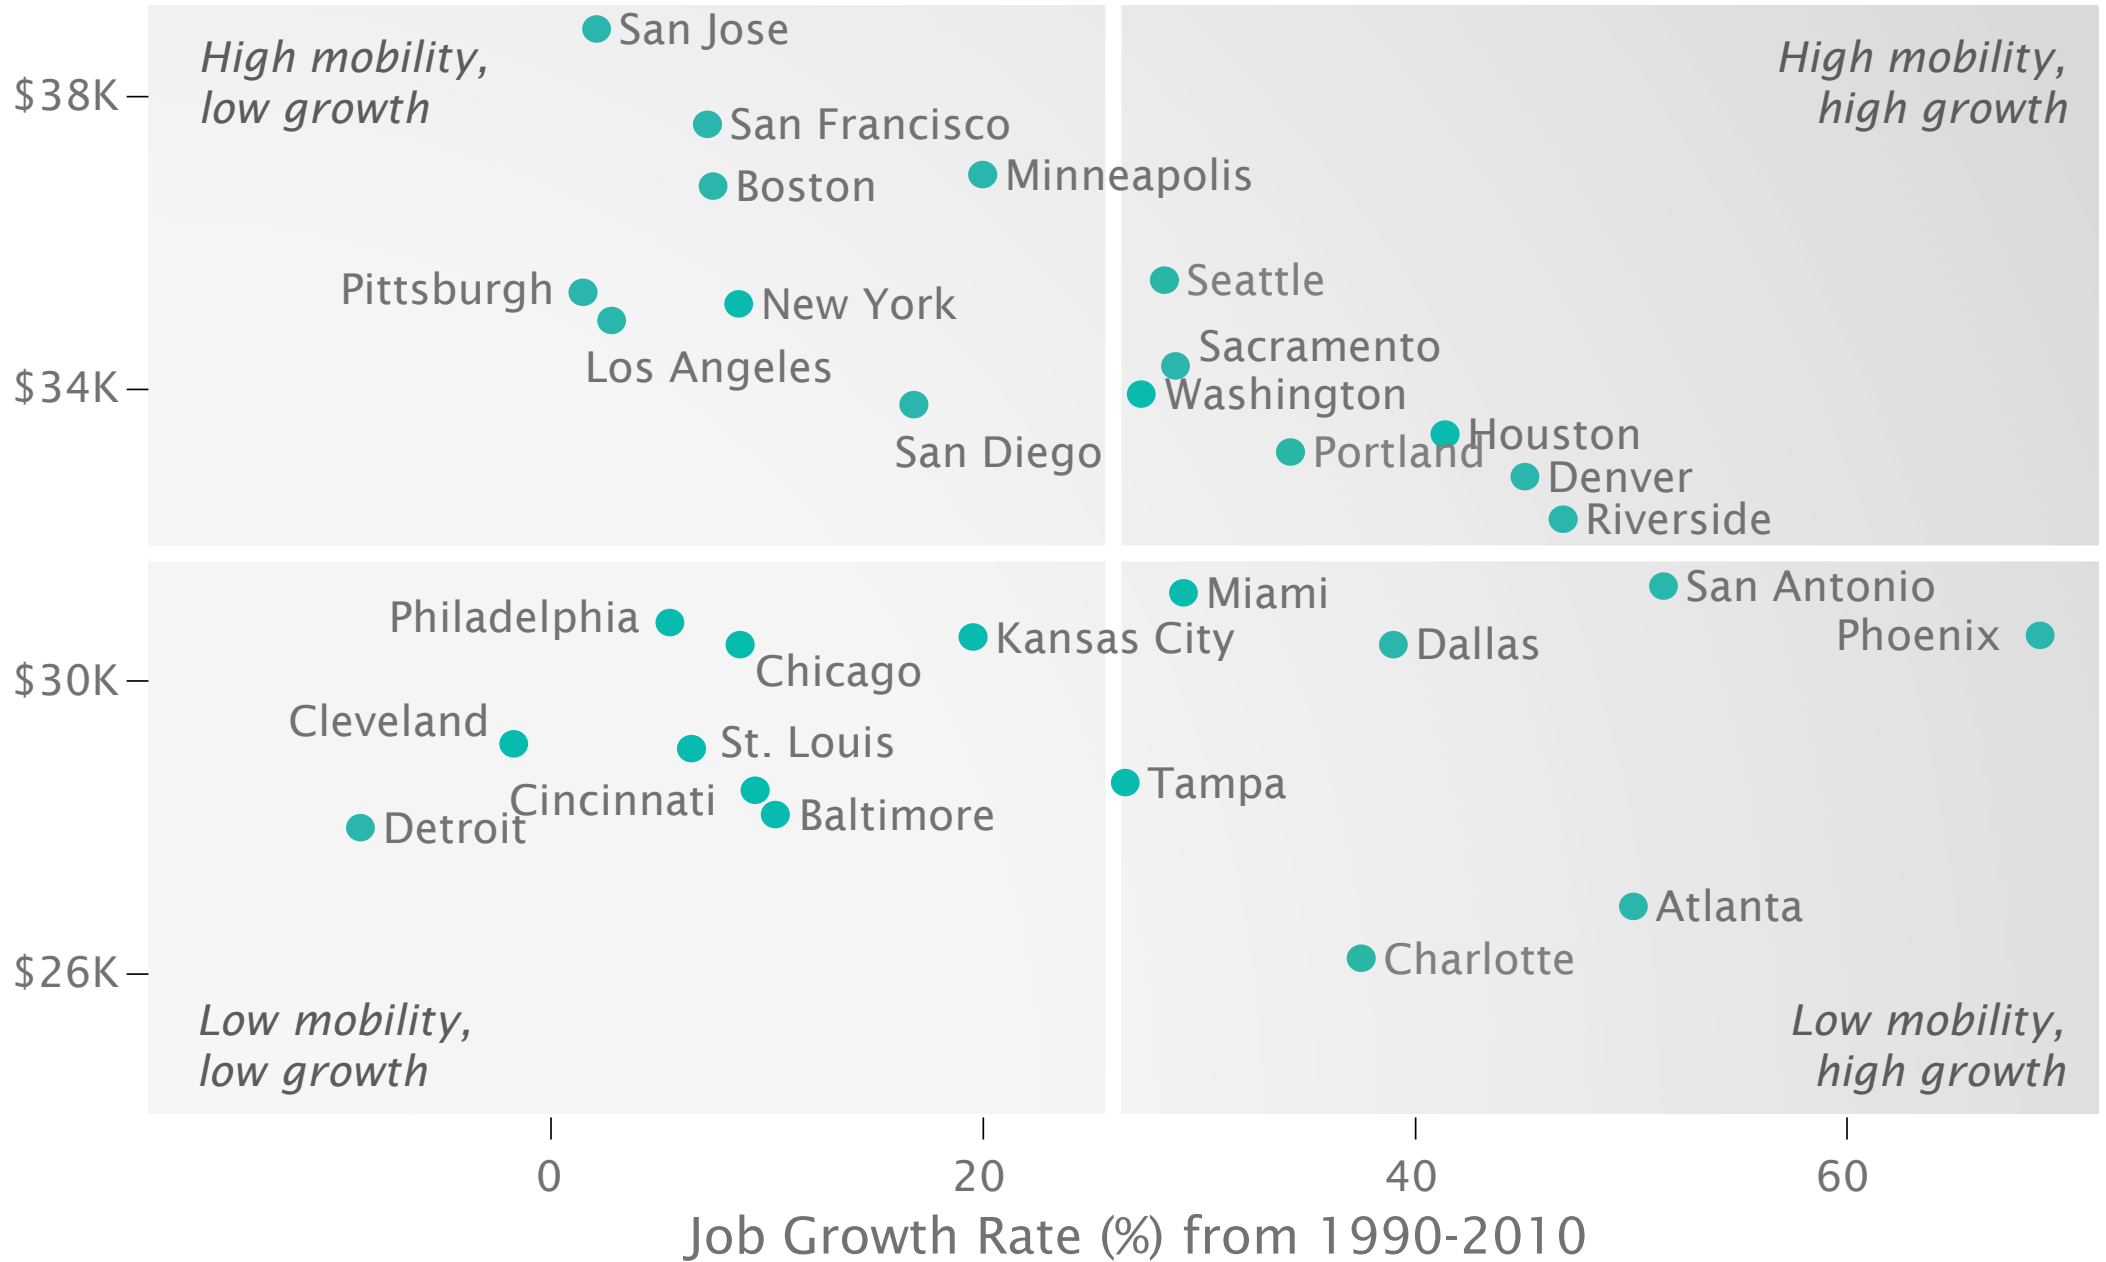 San Jose
High mobility,
low growth
High mobility,
high growth
$38K
San Francisco
Minneapolis
Boston
Pittsburgh
New York
Seattle
Los Angeles
Sacramento
$34K
Washington
San Diego
Portland
Houston
Denver
Riverside
Philadelphia
Miami
San Antonio
Kansas City
Dallas
Phoenix
Chicago
$30K
Cleveland
St. Louis
Cincinnati
Tampa
Baltimore
Detroit
Atlanta
Charlotte
$26K
Low mobility,
low growth
Low mobility,
high growth
0
20
40
60
Job Growth Rate (%) from 1990-2010